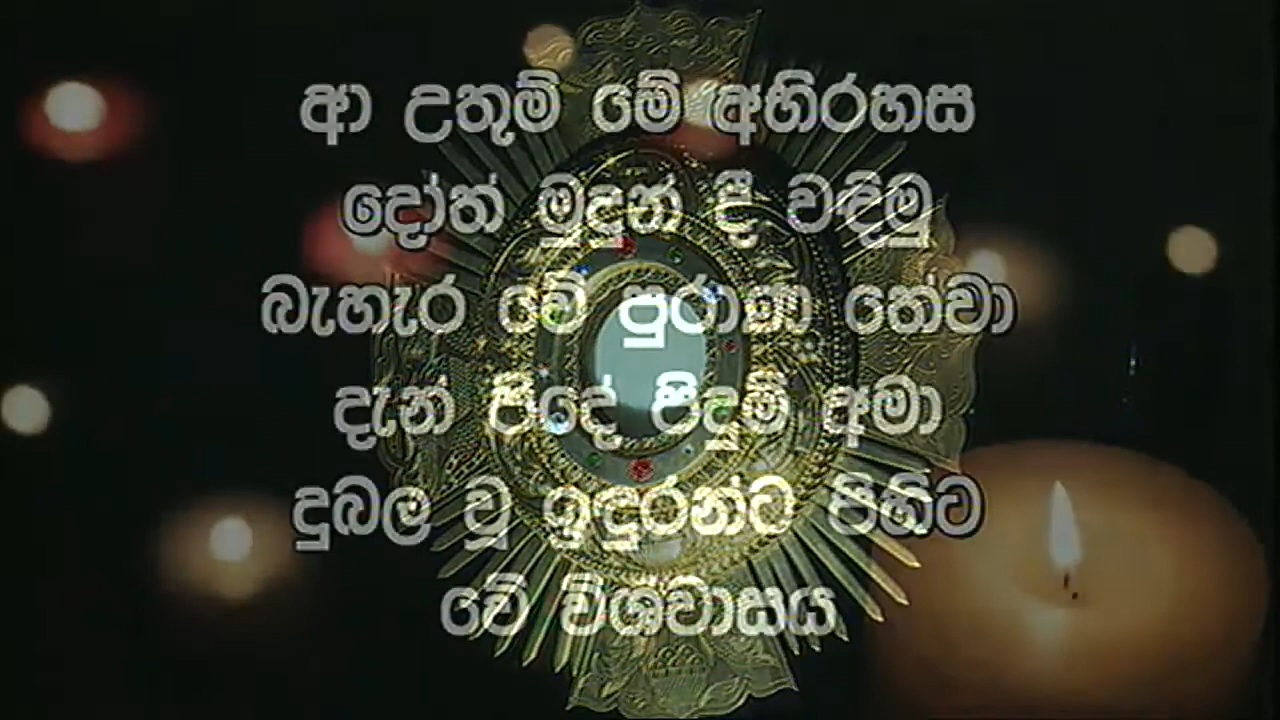 ආ උතුම් මේ අභිරහස
දෝත් මුදුන් දී වඳිමු
බැහැර වේ පුරාණ තේවා
දැන් පිදේ පිදුම් අමා
දුබල වූ ඉඳුරන්ට පිහිට
වේ විශ්වාසය